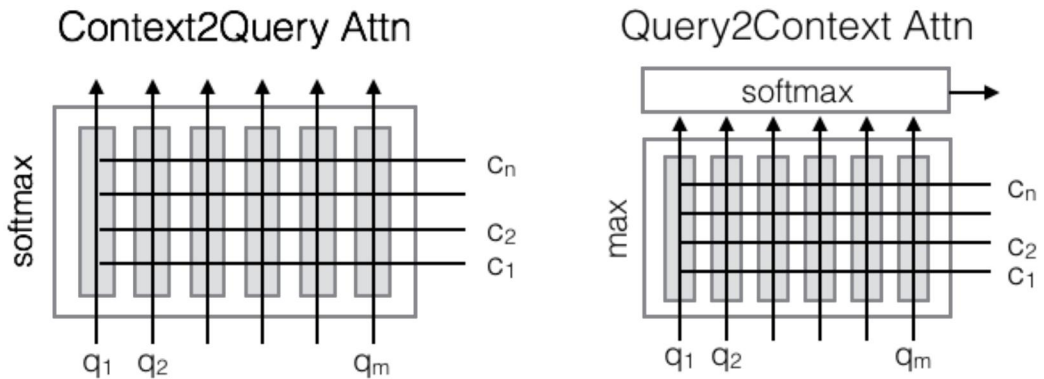 Context2Query Attn
softmax
cₙ
c₂
c₁
q₁ q₂ qₘ
Query2Context Attn
softmax
max
cₙ
c₂
c₁
q₁ q₂ qₘ